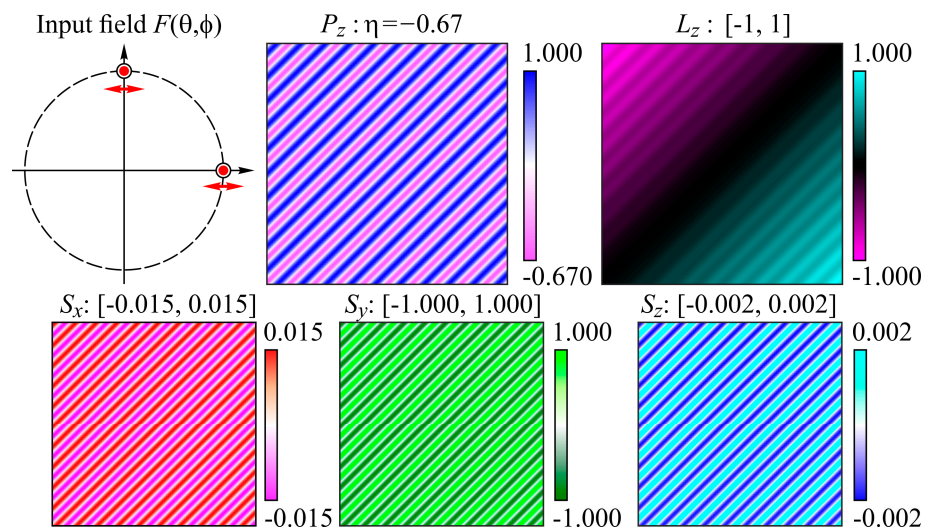 Input field F(θ,ϕ)
P_z : η=−0.67
L_z : [-1, 1]
1.000
-0.670
1.000
-1.000
S_x: [-0.015, 0.015]
S_y: [-1.000, 1.000]
S_z: [-0.002, 0.002]
0.015
-0.015
1.000
-1.000
0.002
-0.002